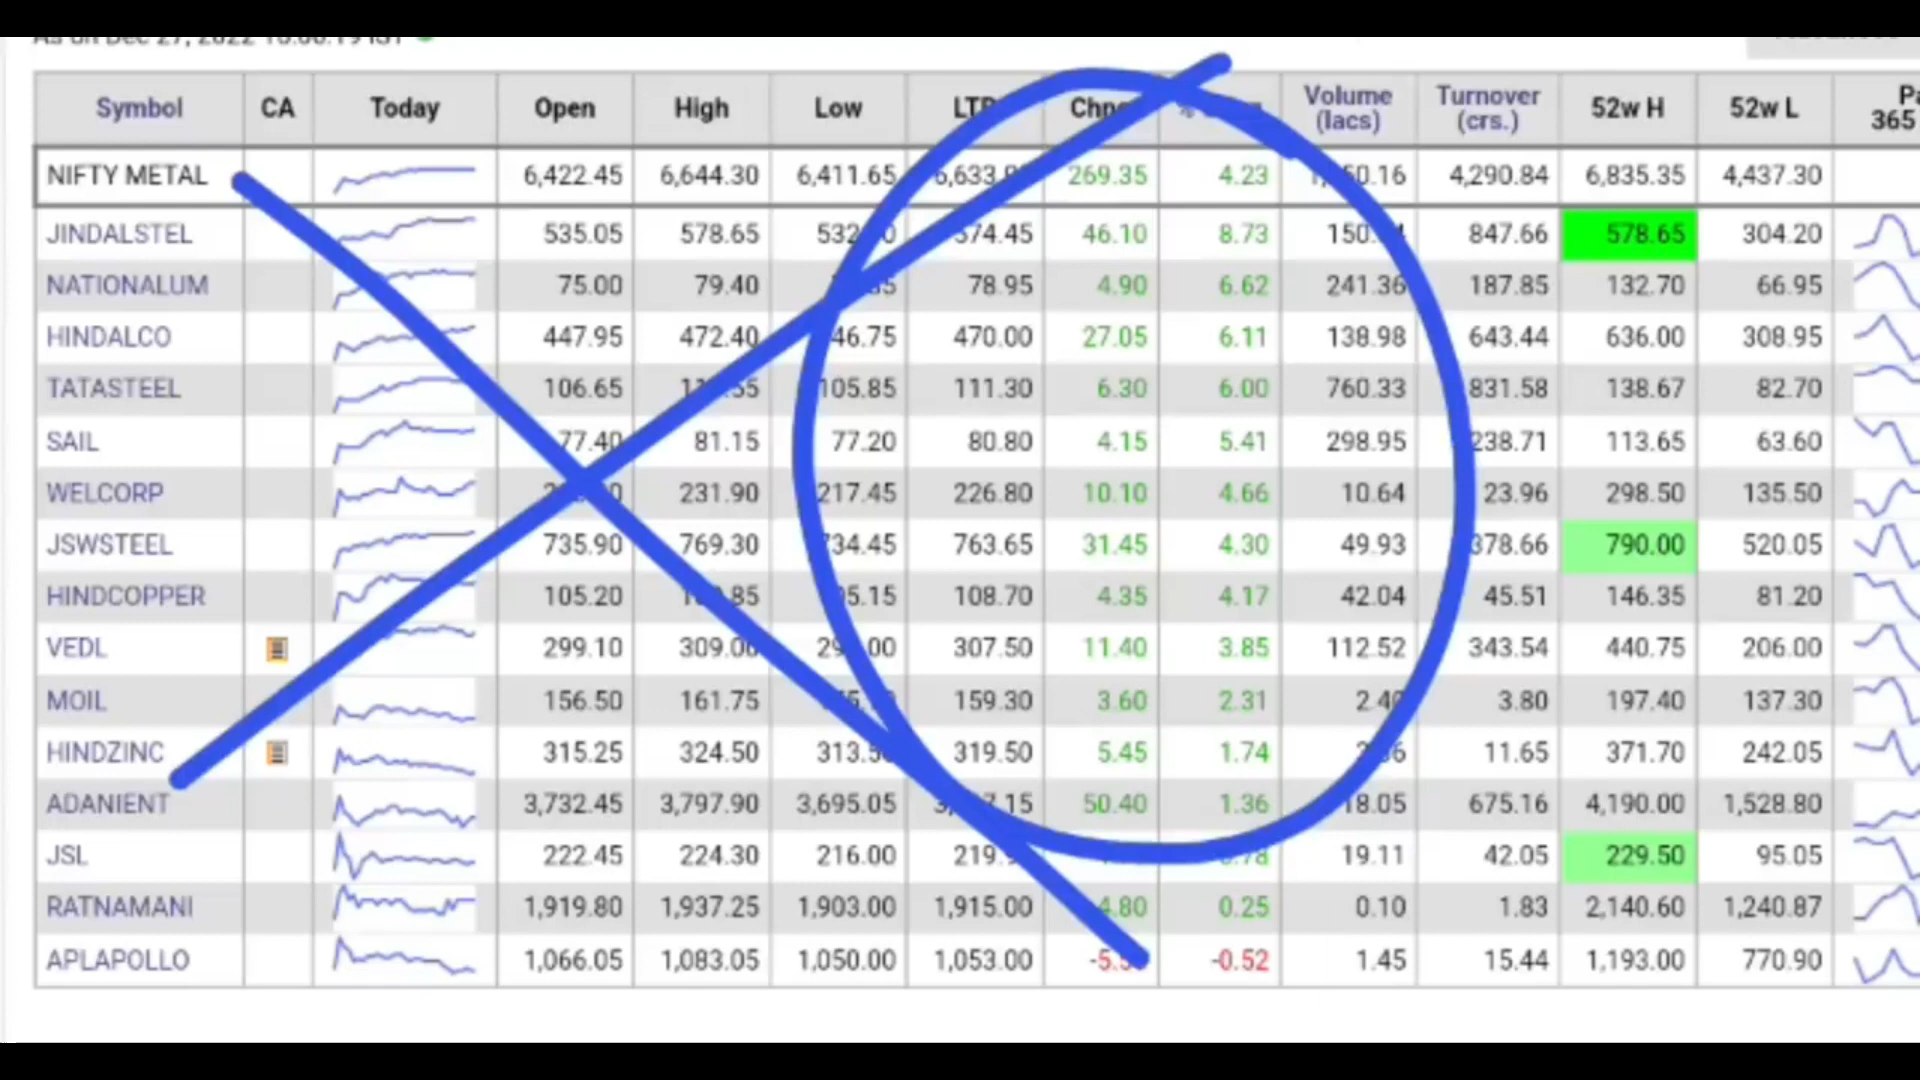 Symbol CA Today Open High Low Volume (lacs) Turnover (crs.) 52w H 52w L
NIFTY METAL 6,422.45 6,644.30 6,411.65 269.35 4.23 4,290.84 6,835.35 4,437.30
JINDALSTEL 535.05 578.65 46.10 8.73 847.66 578.65 304.20
NATIONALUM 75.00 79.40 78.95 4.90 6.62 241.36 187.85 132.70 66.95
HINDALCO 447.95 472.40 470.00 27.05 6.11 138.98 643.44 636.00 308.95
TATASTEEL 106.65 105.85 111.30 6.30 6.00 760.33 831.58 138.67 82.70
SAIL 77.40 81.15 77.20 80.80 4.15 5.41 298.95 238.71 113.65 63.60
WELCORP 231.90 217.45 226.80 10.10 4.66 10.64 23.96 298.50 135.50
JSWSTEEL 735.90 769.30 763.65 31.45 4.30 49.93 378.66 790.00 520.05
HINDCOPPER 105.20 108.70 4.35 4.17 42.04 45.51 146.35 81.20
VEDL 299.10 309.00 307.50 11.40 3.85 112.52 343.54 440.75 206.00
MOIL 156.50 161.75 159.30 3.60 2.31 3.80 197.40 137.30
HINDZINC 315.25 324.50 319.50 5.45 1.74 11.65 371.70 242.05
ADANIENT 3,732.45 3,797.90 3,695.05 50.40 1.36 18.05 675.16 4,190.00 1,528.80
JSL 222.45 224.30 216.00 19.11 42.05 229.50 95.05
RATNAMANI 1,919.80 1,937.25 1,903.00 1,915.00 4.80 0.25 0.10 1.83 2,140.60 1,240.87
APLAPOLLO 1,066.05 1,083.05 1,050.00 1,053.00 -0.52 1.45 15.44 1,193.00 770.90